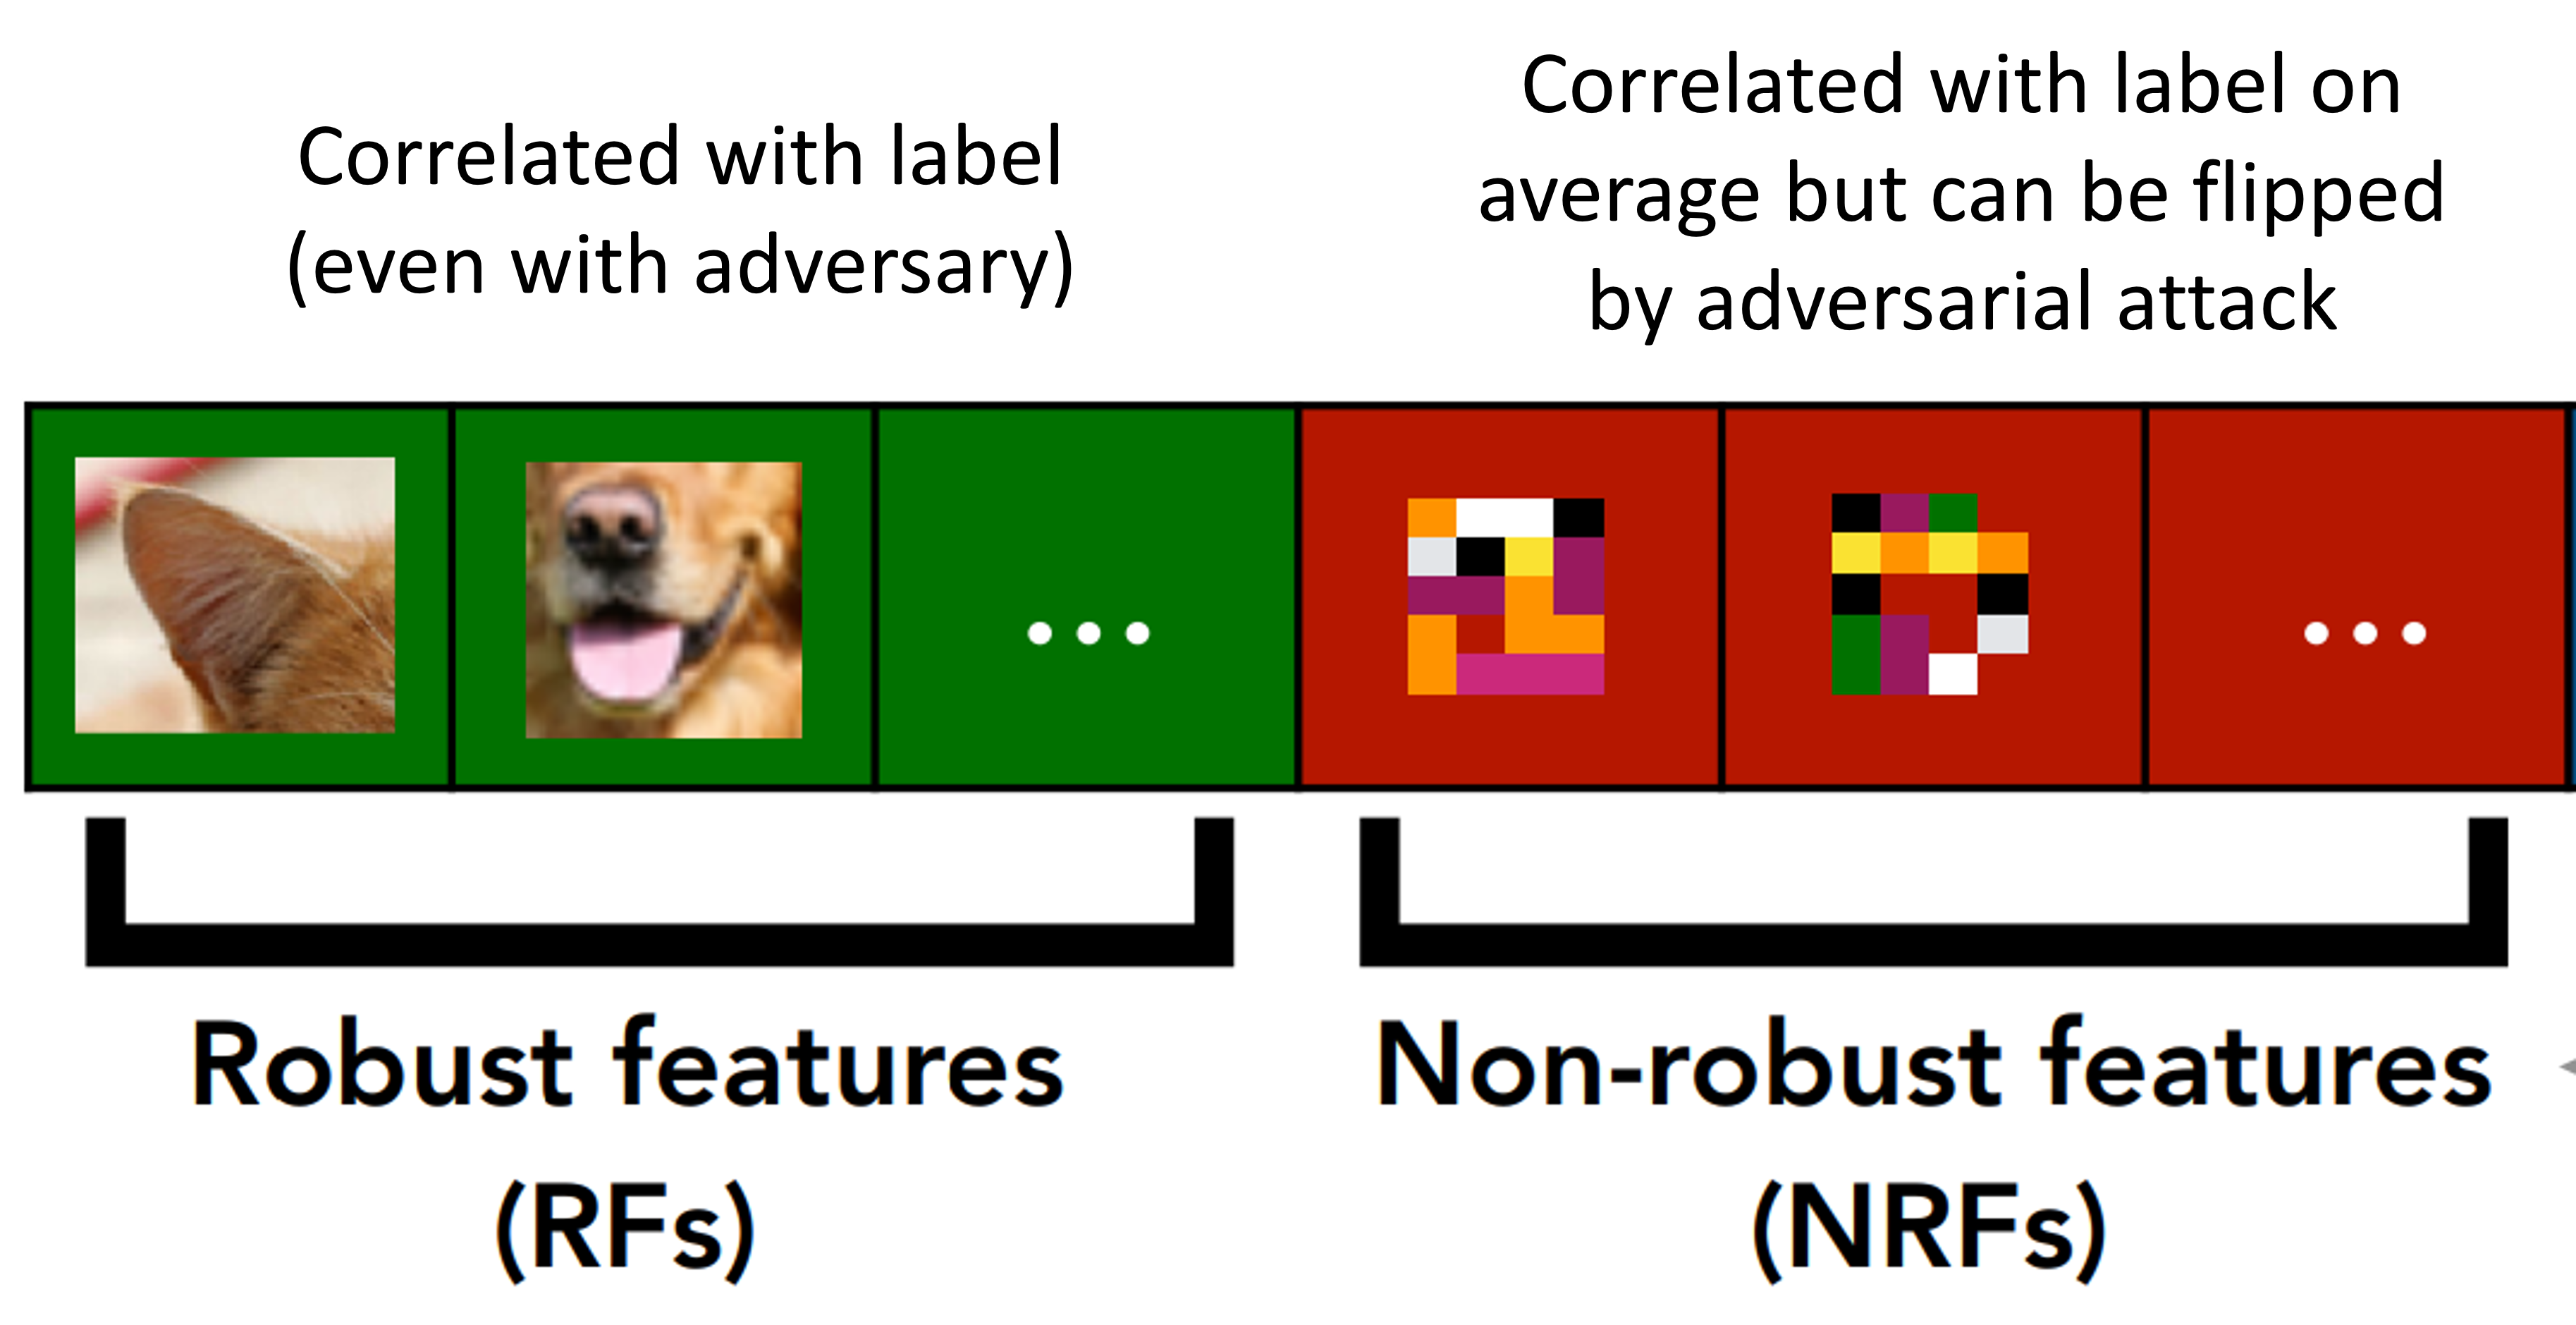 Correlated with label
(even with adversary)
Correlated with label on
average but can be flipped
by adversarial attack
Robust features
(RFs)
Non-robust features
(NRFs)